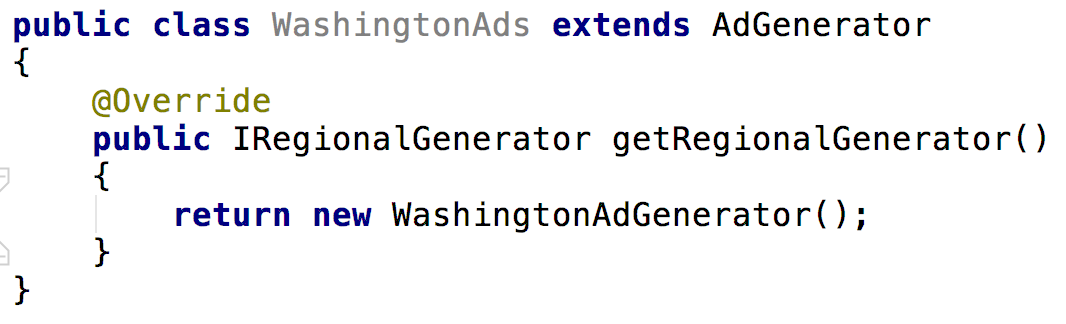 public class WashingtonAds extends AdGenerator
{
    @Override
    public IRegionalGenerator getRegionalGenerator()
    {
        return new WashingtonAdGenerator();
    }
}